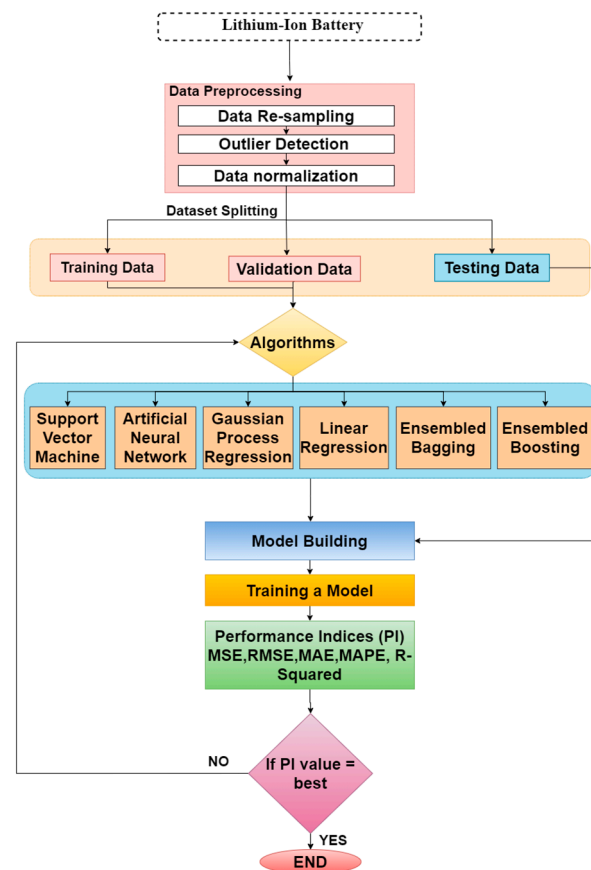 Lithium-Ion Battery
Data Preprocessing
Data Re-sampling
Outlier Detection
Data normalization
Dataset Splitting
Training Data
Validation Data
Testing Data
Algorithms
Support
Vector
Machine
Artificial
Neural
Network
Gaussian
Process
Regression
Linear
Regression
Ensembled
Bagging
Ensembled
Boosting
Model Building
Training a Model
Performance Indices (PI)
MSE,RMSE,MAE,MAPE, R-
Squared
If PI value =
best
NO
YES
END